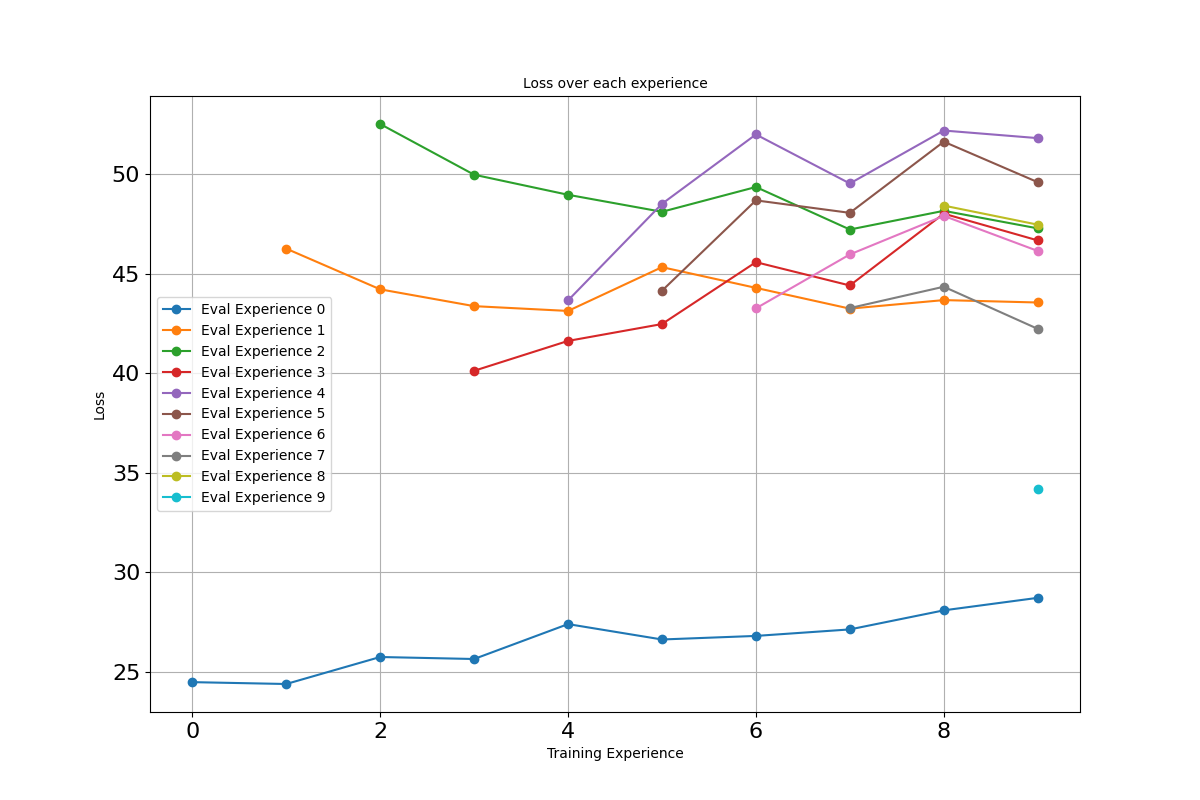 Loss over each experience
50
45
40
35
30
25
Loss
Eval Experience 0
Eval Experience 1
Eval Experience 2
Eval Experience 3
Eval Experience 4
Eval Experience 5
Eval Experience 6
Eval Experience 7
Eval Experience 8
Eval Experience 9
0 2 4 6 8
Training Experience